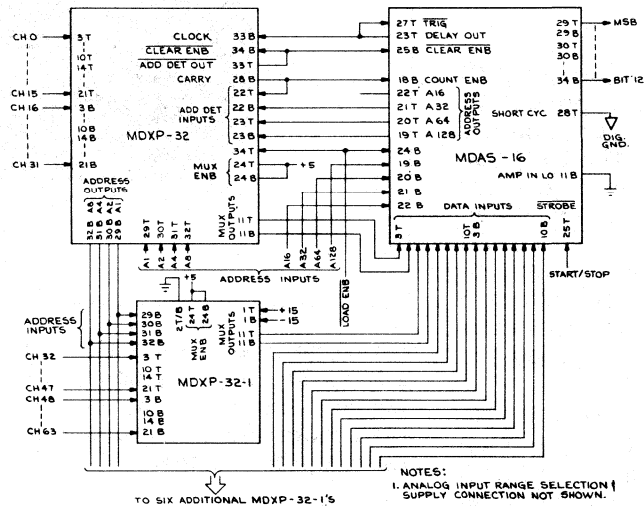 CH 0
CH 15
CH 16
CH 31
3T
10T
14T
21T
3B
10B
14B
21B
CLOCK 33B
CLEAR ENB 34B
ADD DET OUT 33T
CARRY 28B
ADD DET INPUTS
22T
22B
23T
23B
MDXP-32
34T
MUX ENB
24T
24B
+5
ADDRESS OUTPUTS
A8 A4 A2 A1
32B 31B 30B 29B
29T 30T 31T 32T
MUX OUTPUTS
11T
11B
A1 A2 A4 A8
A16 A32 A64 A128
ADDRESS INPUTS
LOAD ENB
27T TRIG
23T DELAY OUT
25B CLEAR ENB
18B COUNT ENB
22T A16
21T A32
20T A64
19T A128
ADDRESS OUTPUTS
24B
19B
20B
21B
22B
MDAS-16
29T
29B
30T
30B
34B
MSB
BIT 12
SHORT CYC 28T
DIG. GND.
AMP IN LO 11B
DATA INPUTS
3T
10T
3B
10B
STROBE
25T
START/STOP
+5
27/B
24T
24B
MUX ENB
MUX OUTPUTS
1T +15
1B -15
11T
11B
ADDRESS INPUTS
29B
30B
31B
32B
MDXP-32-1
CH 32
CH 47
CH 48
CH 63
3T
10T
14T
21T
3B
10B
14B
21B
TO SIX ADDITIONAL MDXP-32-1'S
NOTES:
1. ANALOG INPUT RANGE SELECTION &
SUPPLY CONNECTION NOT SHOWN.